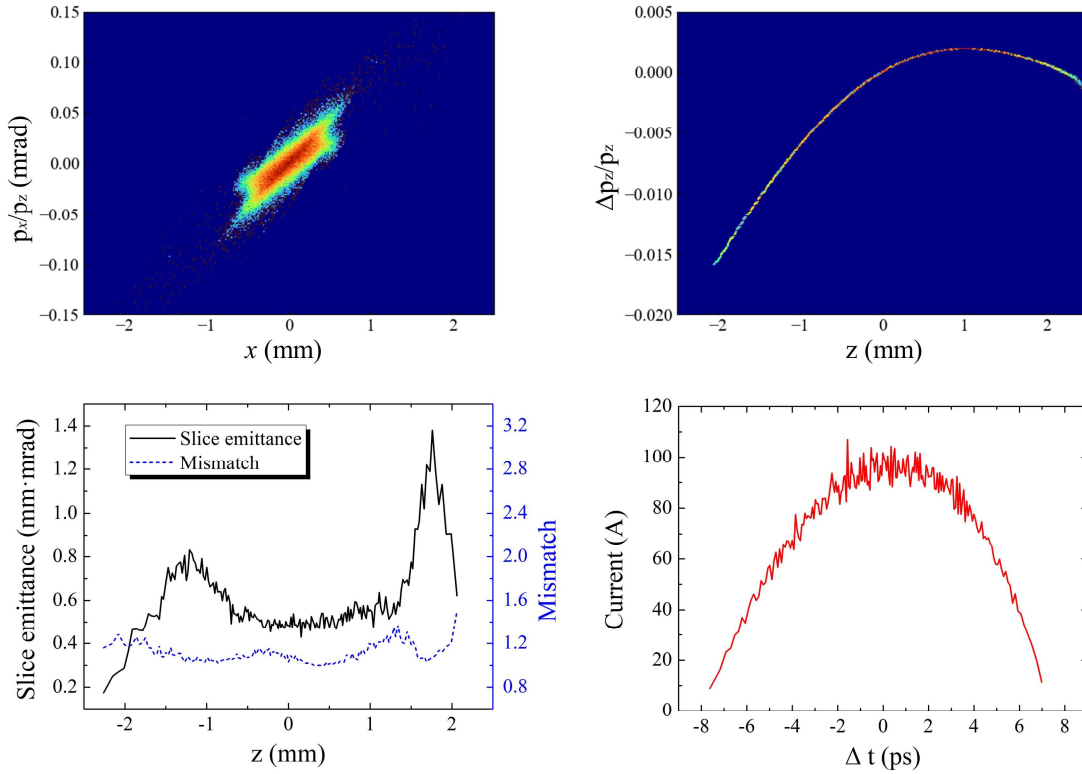 0.15
0.10
0.05
0.00
−0.05
−0.10
−0.15
p_x/p_z (mrad)
−2 −1 0 1 2
x (mm)
0.005
0.000
−0.005
−0.010
−0.015
−0.020
Δp_z/p_z
−2 −1 0 1 2
z (mm)
1.4
1.2
1.0
0.8
0.6
0.4
0.2
Slice emittance (mm·mrad)
Slice emittance
Mismatch
3.2
2.8
2.4
2.0
1.6
1.2
0.8
Mismatch
-2 -1 0 1 2
z (mm)
120
100
80
60
40
20
0
Current (A)
-8 -6 -4 -2 0 2 4 6 8
Δ t (ps)